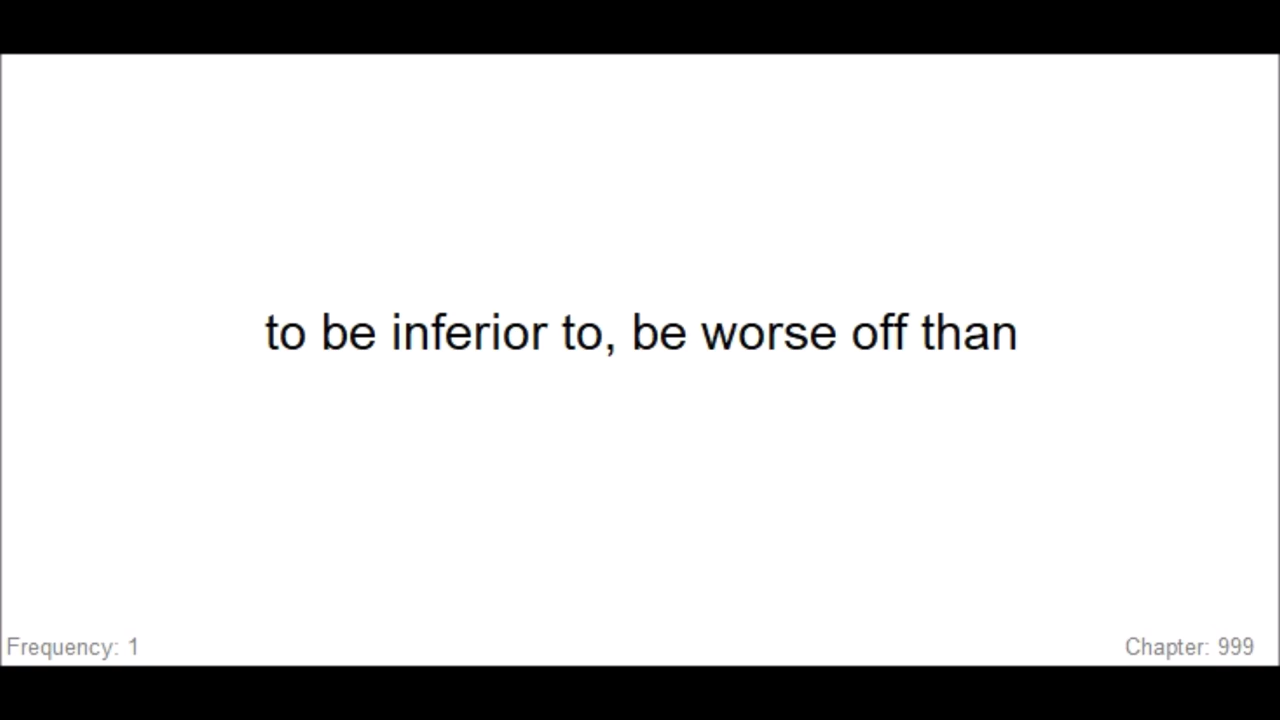 to be inferior to, be worse off than
Frequency: 1
Chapter: 999